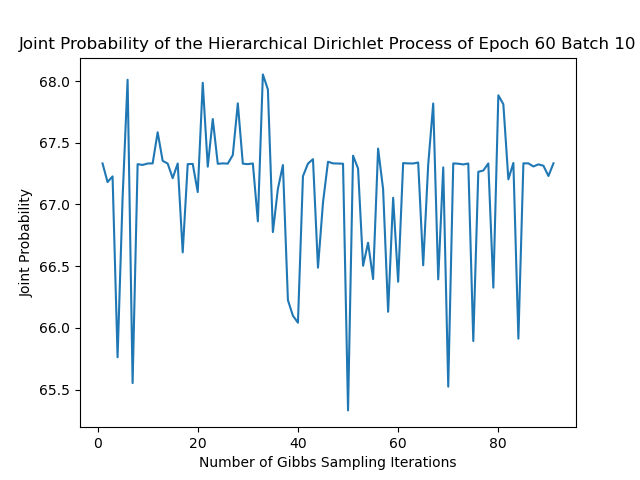 Joint Probability of the Hierarchical Dirichlet Process of Epoch 60 Batch 10
68.0
67.5
67.0
66.5
66.0
65.5
Joint Probability
0 20 40 60 80
Number of Gibbs Sampling Iterations